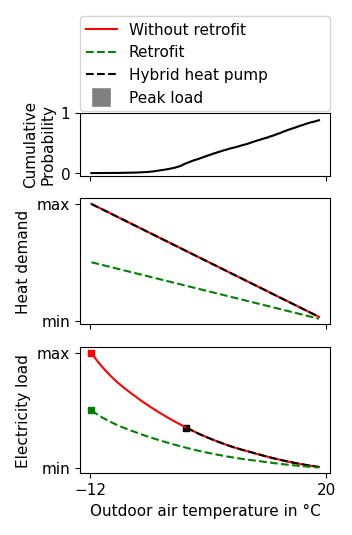 Without retrofit
Retrofit
Hybrid heat pump
Peak load
Cumulative
Probability
1
0
Heat demand
max
min
Electricity load
max
min
−12
20
Outdoor air temperature in °C